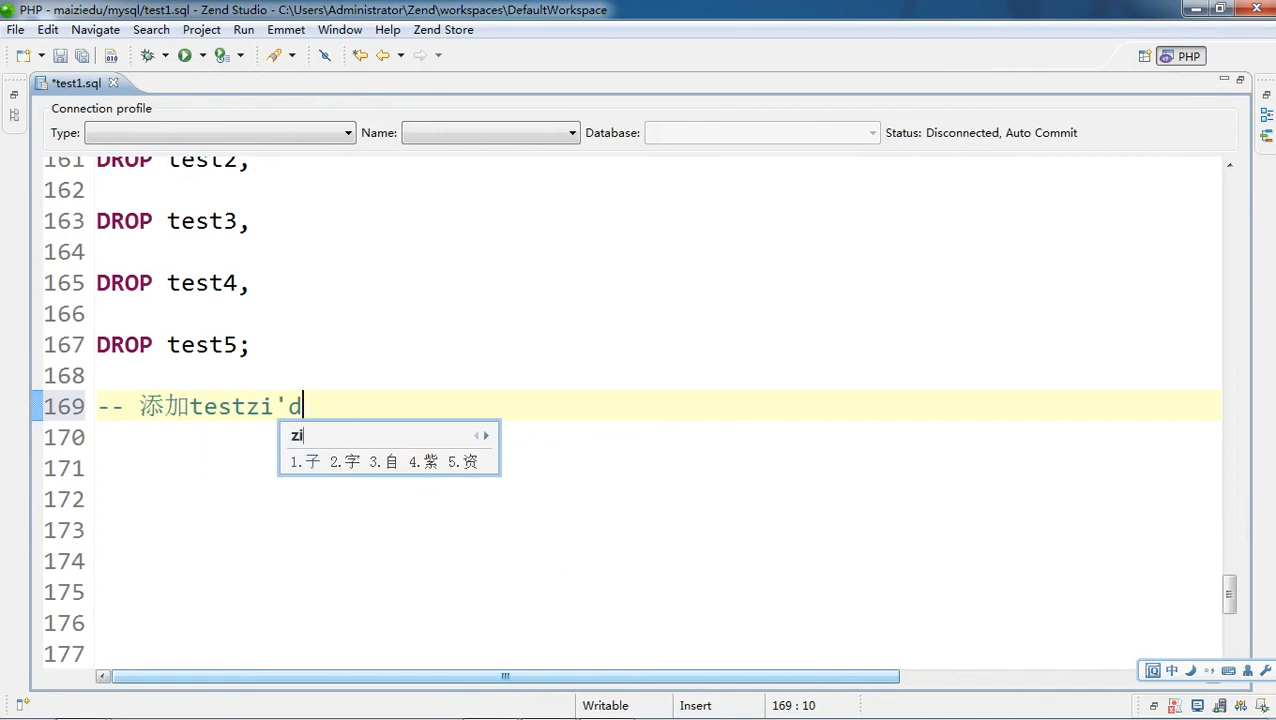 PHP - maiziedu/mysql/test1.sql - Zend Studio - C:\Users\Administrator\Zend\workspaces\DefaultWorkspace
File Edit Navigate Search Project Run Emmet Window Help Zend Store
PHP
*test1.sql
Connection profile
Type: Name: Database: Status: Disconnected, Auto Commit
161 DROP test2,
162
163 DROP test3,
164
165 DROP test4,
166
167 DROP test5;
168
169 -- 添加testzi'd
zi
1.子 2.字 3.自 4.紫 5.资
170
171
172
173
174
175
176
177
中
Writable Insert 169 : 10